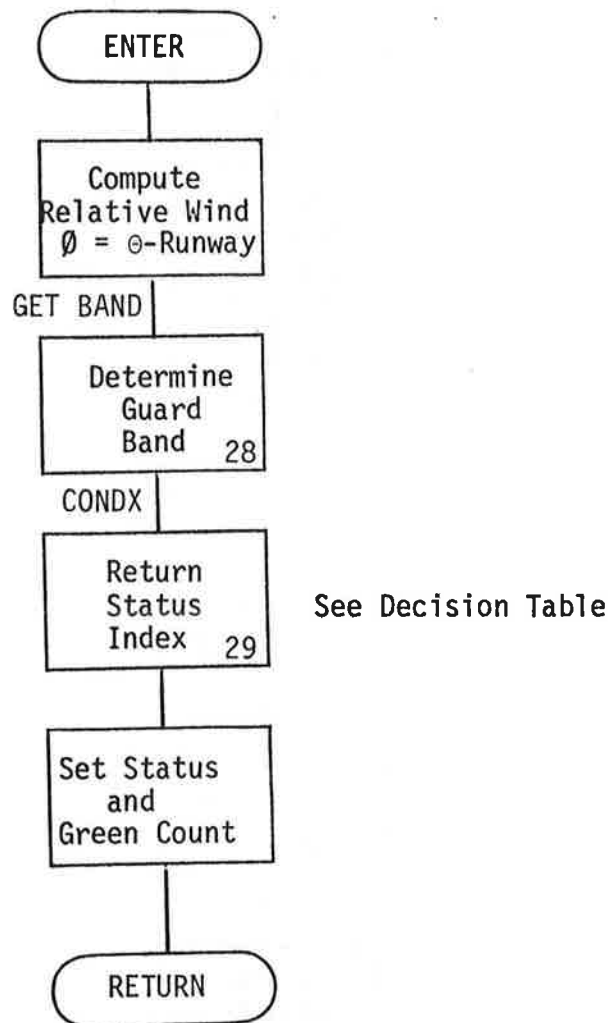 ENTER
Compute
Relative Wind
Ø = Θ-Runway
GET BAND
Determine
Guard
Band 28
CONDX
Return
Status
Index 29
See Decision Table
Set Status
and
Green Count
RETURN